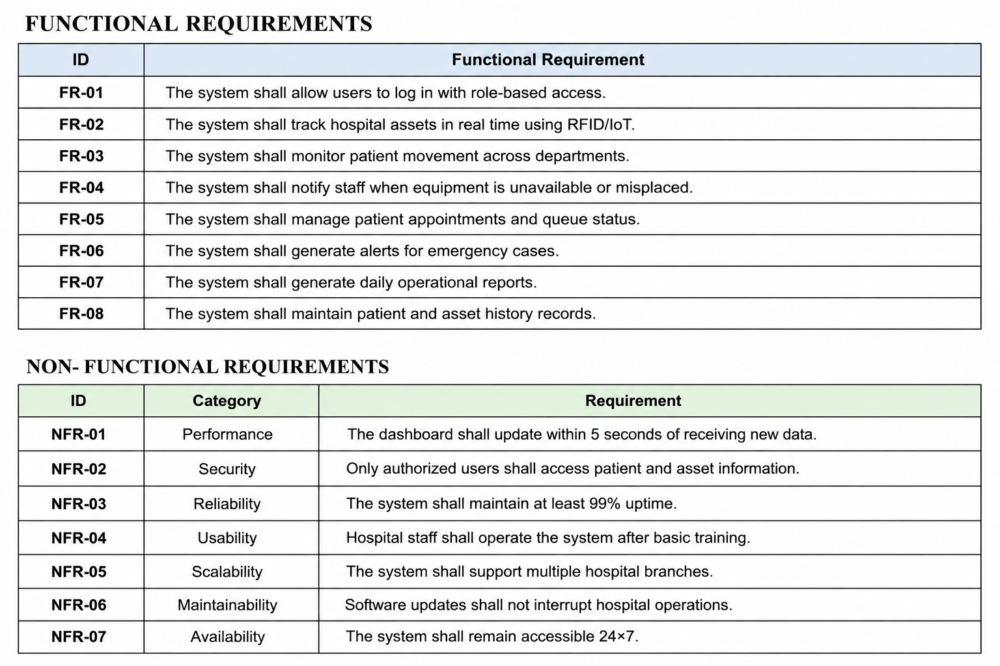 FUNCTIONAL REQUIREMENTS
ID Functional Requirement
FR-01 The system shall allow users to log in with role-based access.
FR-02 The system shall track hospital assets in real time using RFID/IoT.
FR-03 The system shall monitor patient movement across departments.
FR-04 The system shall notify staff when equipment is unavailable or misplaced.
FR-05 The system shall manage patient appointments and queue status.
FR-06 The system shall generate alerts for emergency cases.
FR-07 The system shall generate daily operational reports.
FR-08 The system shall maintain patient and asset history records.
NON- FUNCTIONAL REQUIREMENTS
ID Category Requirement
NFR-01 Performance The dashboard shall update within 5 seconds of receiving new data.
NFR-02 Security Only authorized users shall access patient and asset information.
NFR-03 Reliability The system shall maintain at least 99% uptime.
NFR-04 Usability Hospital staff shall operate the system after basic training.
NFR-05 Scalability The system shall support multiple hospital branches.
NFR-06 Maintainability Software updates shall not interrupt hospital operations.
NFR-07 Availability The system shall remain accessible 24×7.